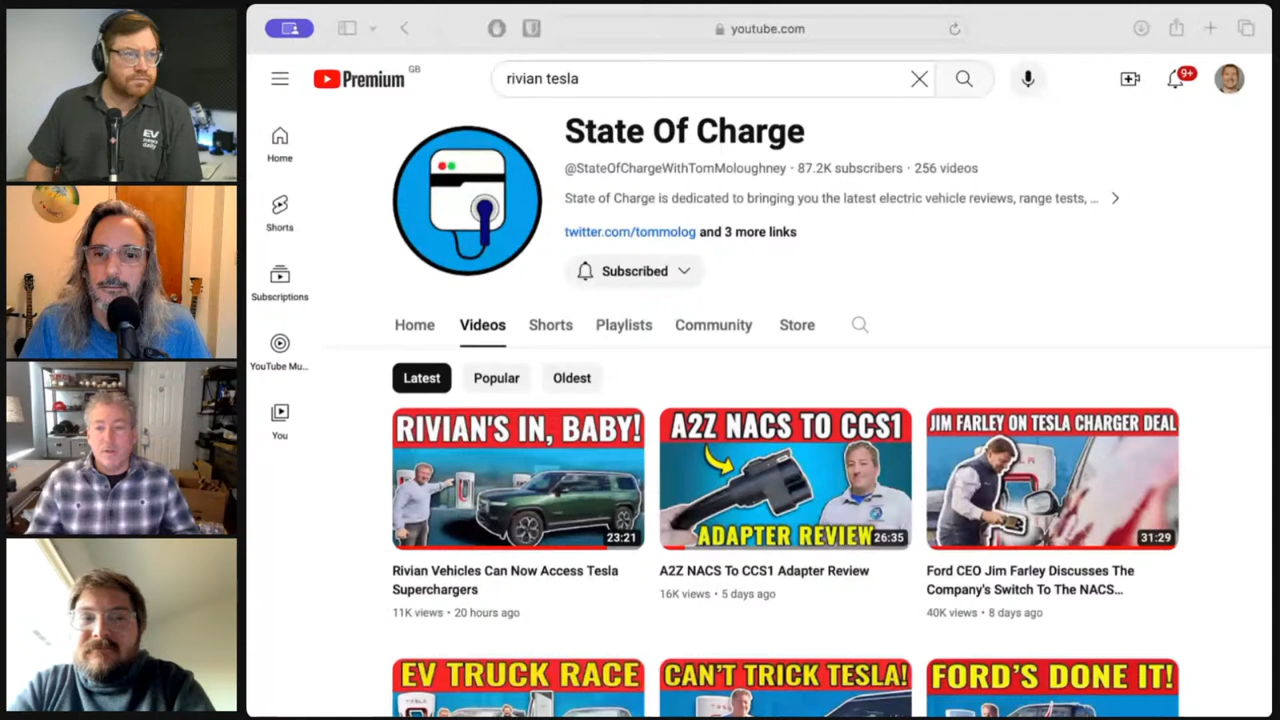 EV
news
daily
youtube.com
Premium
GB
rivian tesla
9+
Home
Shorts
Subscriptions
YouTube Mu...
You
State Of Charge
@StateOfChargeWithTomMoloughney · 87.2K subscribers · 256 videos
State of Charge is dedicated to bringing you the latest electric vehicle reviews, range tests, ...
twitter.com/tommolog and 3 more links
Subscribed
Home Videos Shorts Playlists Community Store
Latest Popular Oldest
RIVIAN'S IN, BABY!
23:21
Rivian Vehicles Can Now Access Tesla
Superchargers
11K views • 20 hours ago
A2Z NACS TO CCS1
ADAPTER REVIEW
26:35
A2Z NACS To CCS1 Adapter Review
16K views • 5 days ago
JIM FARLEY ON TESLA CHARGER DEAL
31:29
Ford CEO Jim Farley Discusses The
Company's Switch To The NACS...
40K views • 8 days ago
EV TRUCK RACE
CAN'T TRICK TESLA!
FORD'S DONE IT!